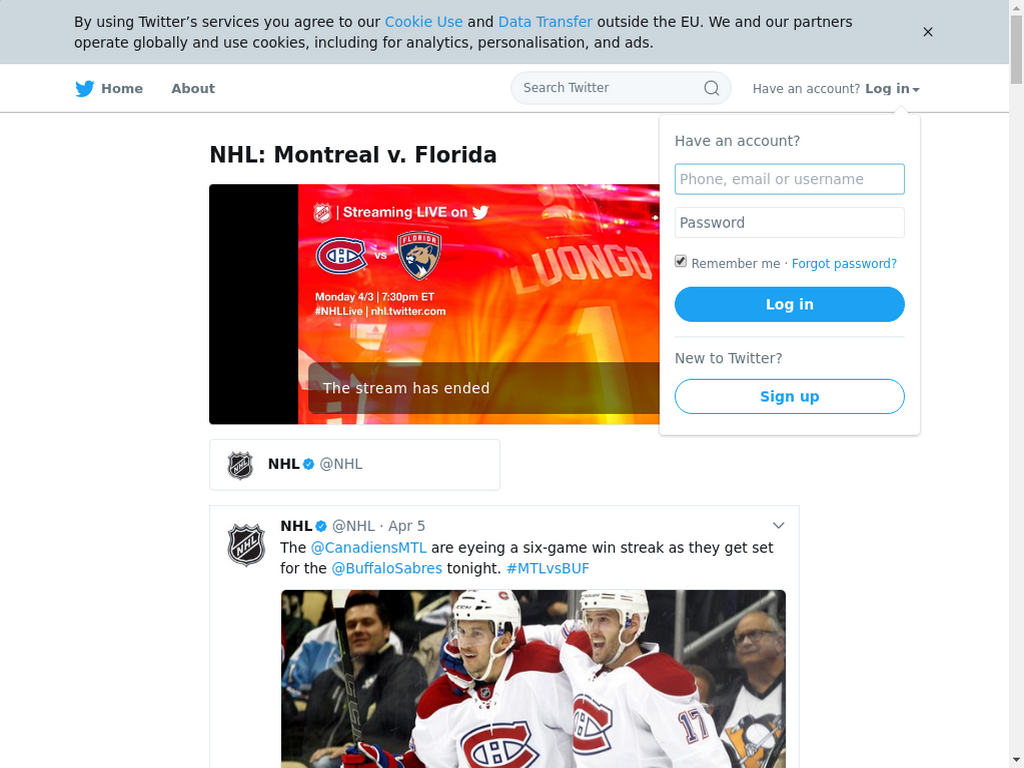 By using Twitter’s services you agree to our Cookie Use and Data Transfer outside the EU. We and our partners
operate globally and use cookies, including for analytics, personalisation, and ads.
Home
About
Search Twitter
Have an account? Log in
NHL: Montreal v. Florida
Have an account?
Phone, email or username
Password
Remember me · Forgot password?
Log in
New to Twitter?
Sign up
NHL | Streaming LIVE on
FLORIDA
vs
LUONGO
1
Monday 4/3 | 7:30pm ET
#NHLLive | nhl.twitter.com
The stream has ended
NHL
NHL @NHL
NHL
NHL @NHL · Apr 5
The @CanadiensMTL are eyeing a six-game win streak as they get set
for the @BuffaloSabres tonight. #MTLvsBUF
CCM
17